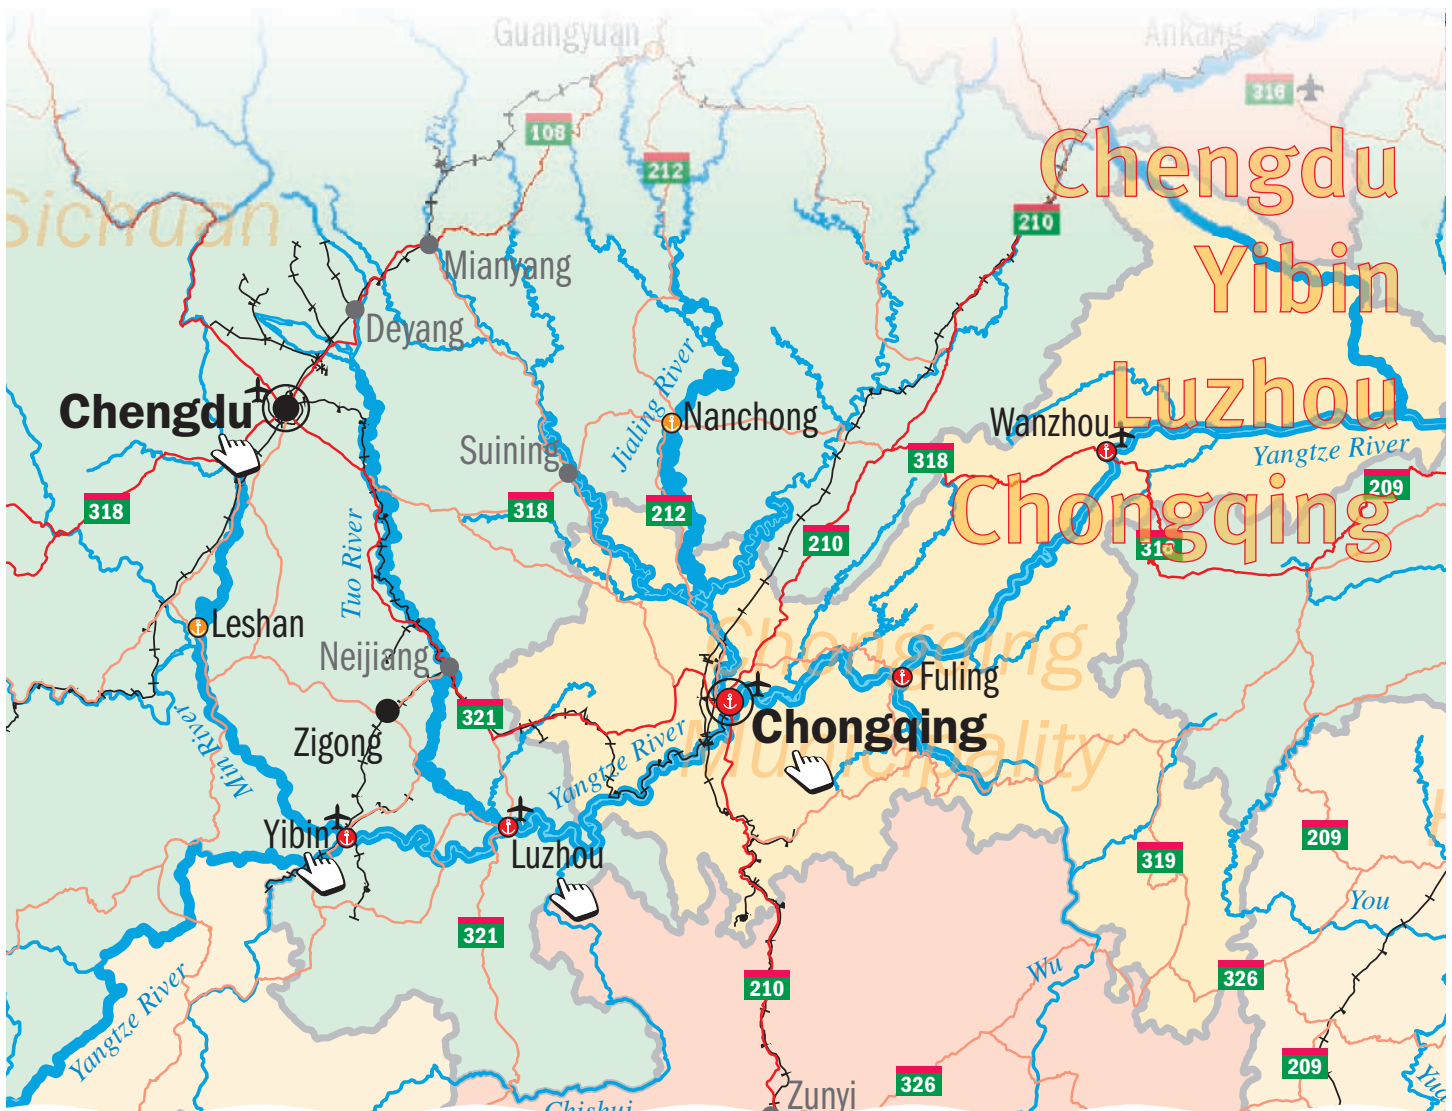 Guangyuan
Ankang
316
108
Fu
212
Chengdu
Sichuan
210
Yibin
Mianyang
Deyang
Jialing River
Luzhou
Chengdu
Nanchong
Wanzhou
Suining
318
Yangtze River
209
318
318
212
Chongqing
210
318
Tuo River
Leshan
Chongqing
Neijiang
Fuling
321
Chongqing
Zigong
Min River
Yangtze River
Municipality
Yibin
Luzhou
209
319
You
321
Wu
326
210
Yangtze River
209
326
Zunyi
Chishui